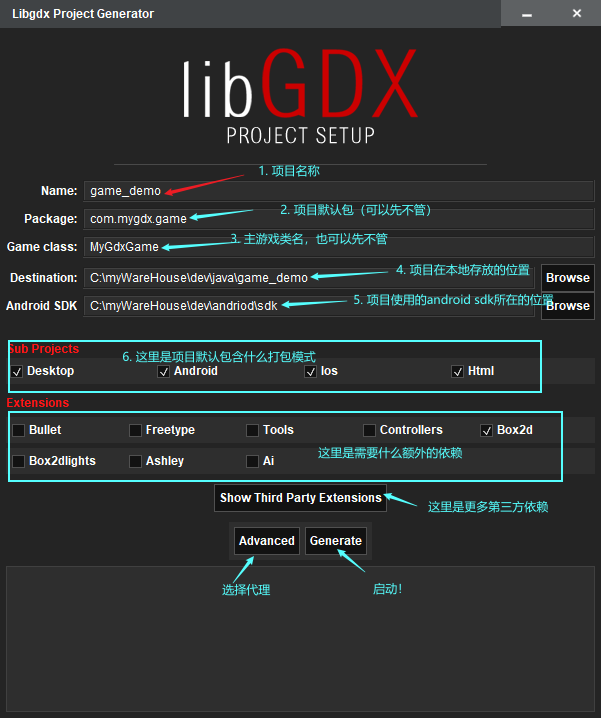 Libgdx Project Generator
libGDX
PROJECT SETUP
1. 项目名称
Name: game_demo
2. 项目默认包（可以先不管）
Package: com.mygdx.game
3. 主游戏类名，也可以先不管
Game class: MyGdxGame
4. 项目在本地存放的位置
Destination: C:\myWareHouse\dev\java\game_demo Browse
5. 项目使用的android sdk所在的位置
Android SDK C:\myWareHouse\dev\andriod\sdk Browse
Sub Projects
6. 这里是项目默认包含什么打包模式
Desktop Android Ios Html
Extensions
Bullet Freetype Tools Controllers Box2d
这里是需要什么额外的依赖
Box2dlights Ashley Ai
Show Third Party Extensions
这里是更多第三方依赖
Advanced Generate
选择代理 启动！